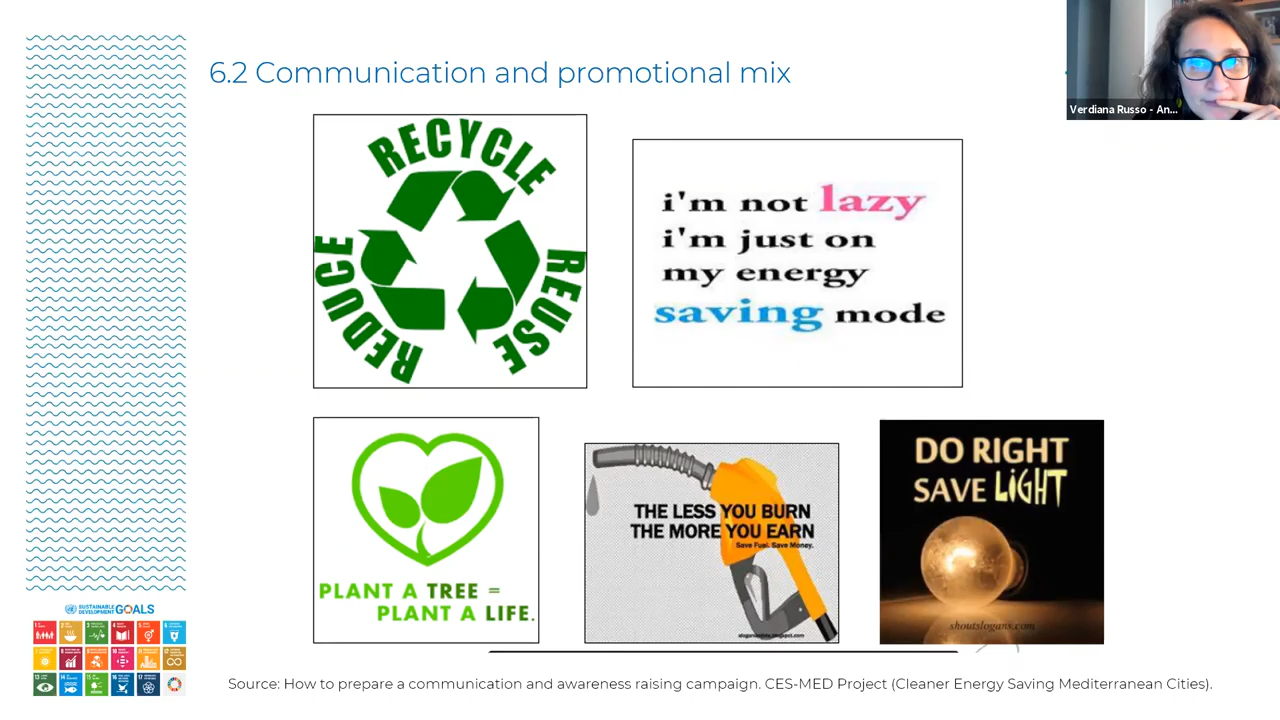 6.2 Communication and promotional mix
Verdiana Russo - An...
RECYCLE
REDUCE
REUSE
i'm not lazy
i'm just on
my energy
saving mode
PLANT A TREE =
PLANT A LIFE.
THE LESS YOU BURN
THE MORE YOU EARN
Save Fuel. Save Money.
DO RIGHT
SAVE LiGHT
shoutslogans.com
SUSTAINABLE
DEVELOPMENT GOALS
Source: How to prepare a communication and awareness raising campaign. CES-MED Project (Cleaner Energy Saving Mediterranean Cities).